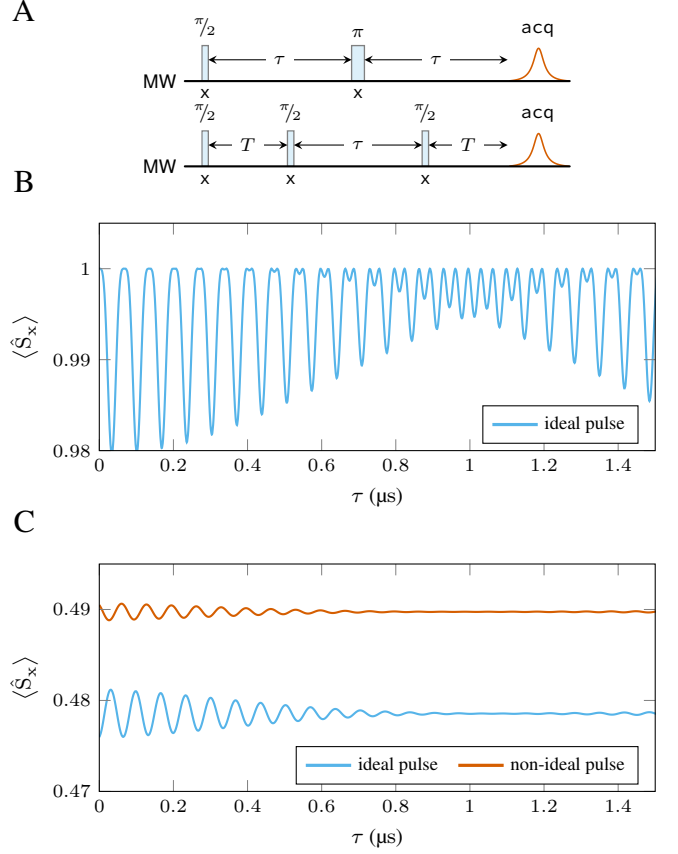 A
π/2 π acq
τ τ
MW
x x
π/2 π/2 π/2 acq
T τ T
MW
x x x
B
1
0.99
0.98
⟨Ŝx⟩
ideal pulse
0 0.2 0.4 0.6 0.8 1 1.2 1.4
τ (μs)
C
0.49
0.48
0.47
⟨Ŝx⟩
ideal pulse non-ideal pulse
0 0.2 0.4 0.6 0.8 1 1.2 1.4
τ (μs)